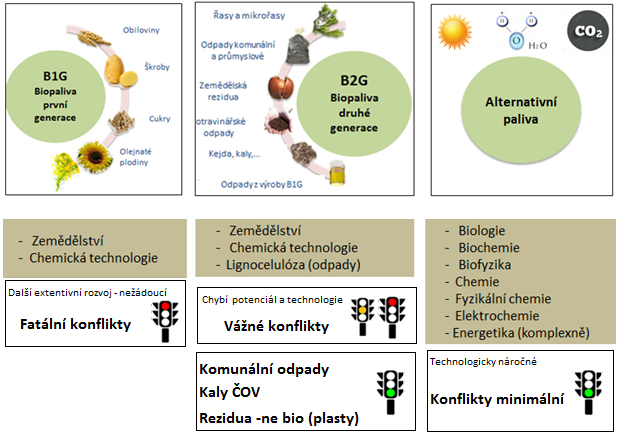 B1G
Biopaliva
první
generace
Obiloviny
Škroby
Cukry
Olejnaté
plodiny
Řasy a mikrořasy
Odpady komunální
a průmyslové
Zemědělská
rezidua
otravinářské
odpady
Kejda, kaly,...
Odpady z výroby B1G
B2G
Biopaliva
druhé
generace
H
H
O
H₂O
CO₂
Alternativní
paliva
- Zemědělství
- Chemická technologie
- Zemědělství
- Chemická technologie
- Lignocelulóza (odpady)
- Biologie
- Biochemie
- Biofyzika
- Chemie
- Fyzikální chemie
- Elektrochemie
- Energetika (komplexně)
Další extentivní rozvoj - nežádoucí
Fatální konflikty
Chybí potenciál a technologie
Vážné konflikty
Komunální odpady
Kaly ČOV
Rezidua -ne bio (plasty)
Technologicky náročné
Konflikty minimální